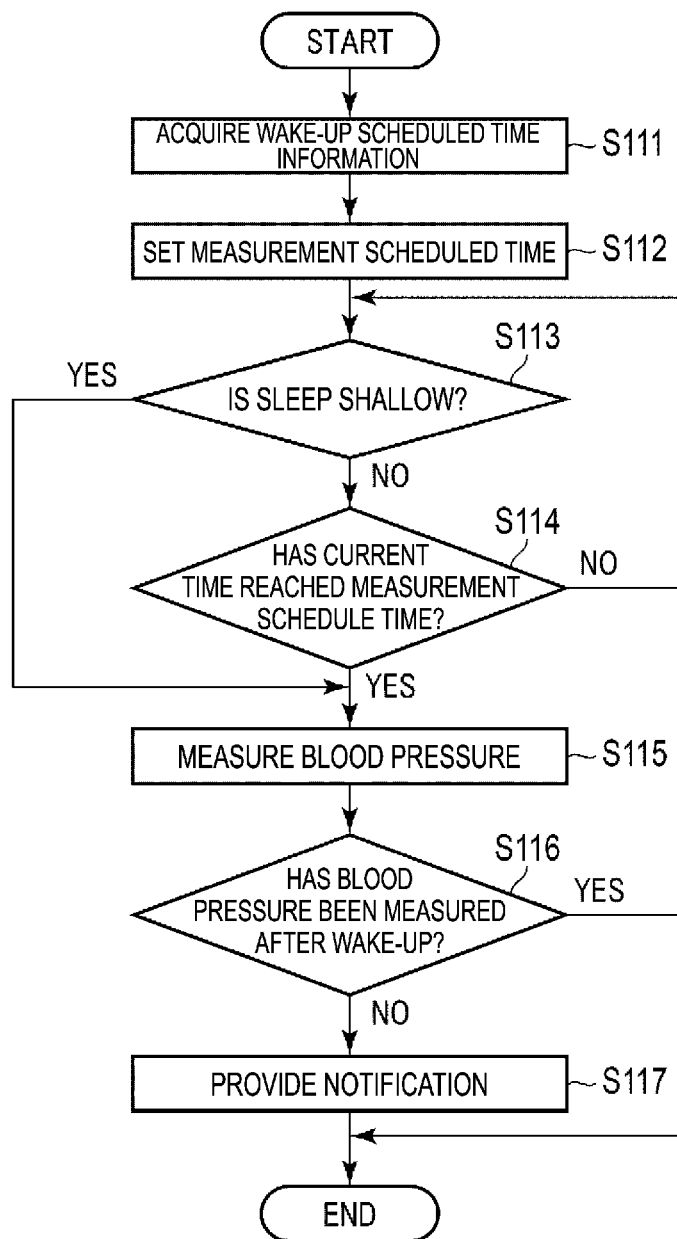 START
ACQUIRE WAKE-UP SCHEDULED TIME
INFORMATION
S111
SET MEASUREMENT SCHEDULED TIME
S112
S113
YES
IS SLEEP SHALLOW?
NO
S114
HAS CURRENT
TIME REACHED MEASUREMENT
SCHEDULE TIME?
NO
YES
MEASURE BLOOD PRESSURE
S115
S116
HAS BLOOD
PRESSURE BEEN MEASURED
AFTER WAKE-UP?
YES
NO
PROVIDE NOTIFICATION
S117
END